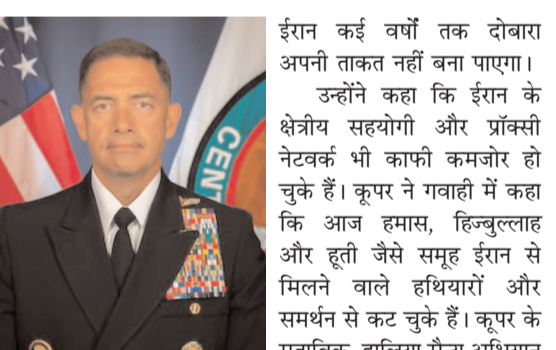 CENT
ईरान कई वर्षों तक दोबारा
अपनी ताकत नहीं बना पाएगा।
उन्होंने कहा कि ईरान के
क्षेत्रीय सहयोगी और प्रॉक्सी
नेटवर्क भी काफी कमजोर हो
चुके हैं। कूपर ने गवाही में कहा
कि आज हमास, हिज्बुल्लाह
और हूती जैसे समूह ईरान से
मिलने वाले हथियारों और
समर्थन से कट चुके हैं। कूपर के